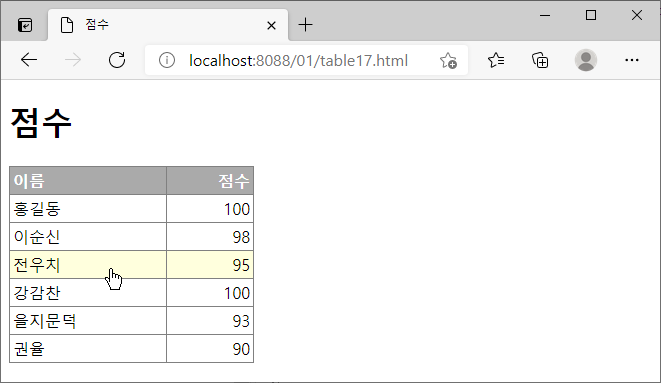 점수
localhost:8088/01/table17.html
점수
이름 점수
홍길동 100
이순신 98
전우치 95
강감찬 100
을지문덕 93
권율 90